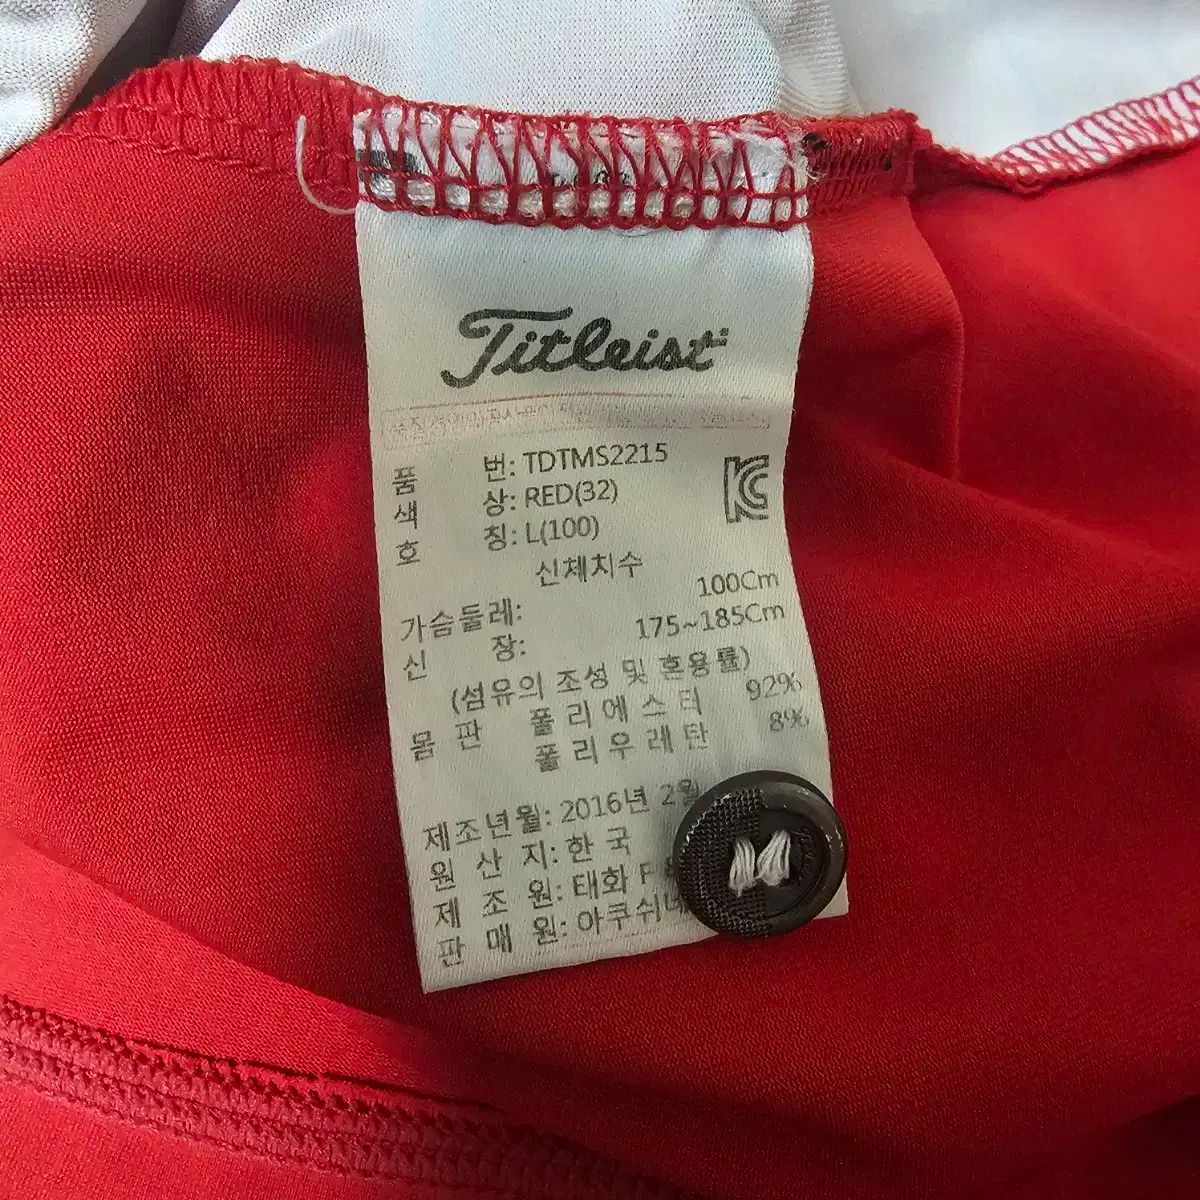 Titleist
품 번: TDTMS2215
색 상: RED(32)
호 칭: L(100)
KC
신체치수
가슴둘레: 100Cm
신 장: 175~185Cm
(섬유의 조성 및 혼용률)
몸 판 폴리에스터 92%
폴리우레탄 8%
제조년월: 2016년 2월
원 산 지: 한 국
제 조 원: 태화 F
판 매 원: 아쿠쉬네